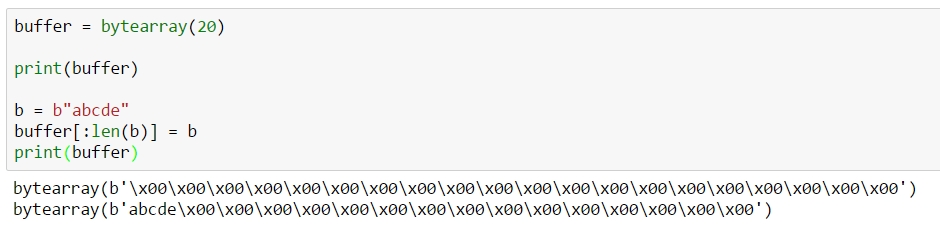 buffer = bytearray(20)
print(buffer)
b = b"abcde"
buffer[:len(b)] = b
print(buffer)
bytearray(b'\x00\x00\x00\x00\x00\x00\x00\x00\x00\x00\x00\x00\x00\x00\x00\x00\x00\x00\x00\x00')
bytearray(b'abcde\x00\x00\x00\x00\x00\x00\x00\x00\x00\x00\x00\x00\x00\x00\x00')